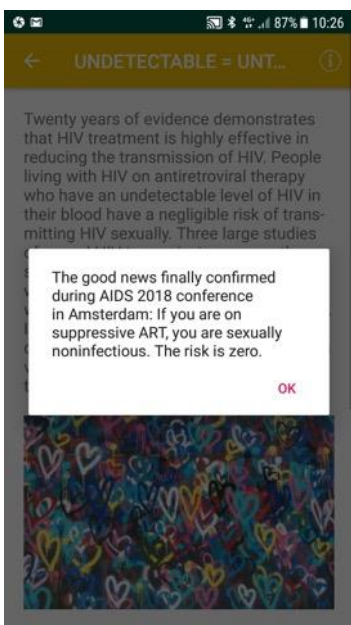 87% 10:26
UNDETECTABLE = UNT...
Twenty years of evidence demonstrates
that HIV treatment is highly effective in
reducing the transmission of HIV. People
living with HIV on antiretroviral therapy
who have an undetectable level of HIV in
their blood have a negligible risk of trans-
mitting HIV sexually. Three large studies
The good news finally confirmed
during AIDS 2018 conference
in Amsterdam: If you are on
suppressive ART, you are sexually
noninfectious. The risk is zero.
OK